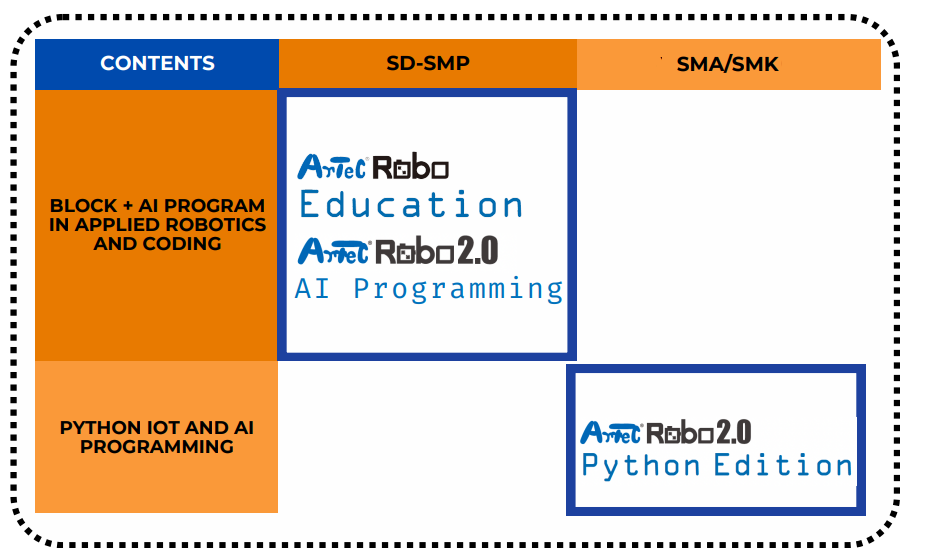 CONTENTS
SD-SMP
SMA/SMK
BLOCK + AI PROGRAM
IN APPLIED ROBOTICS
AND CODING
ArTeC Robo
Education
ArTeC® Robo 2.0
AI Programming
PYTHON IOT AND AI
PROGRAMMING
ArTeC® Robo 2.0
Python Edition